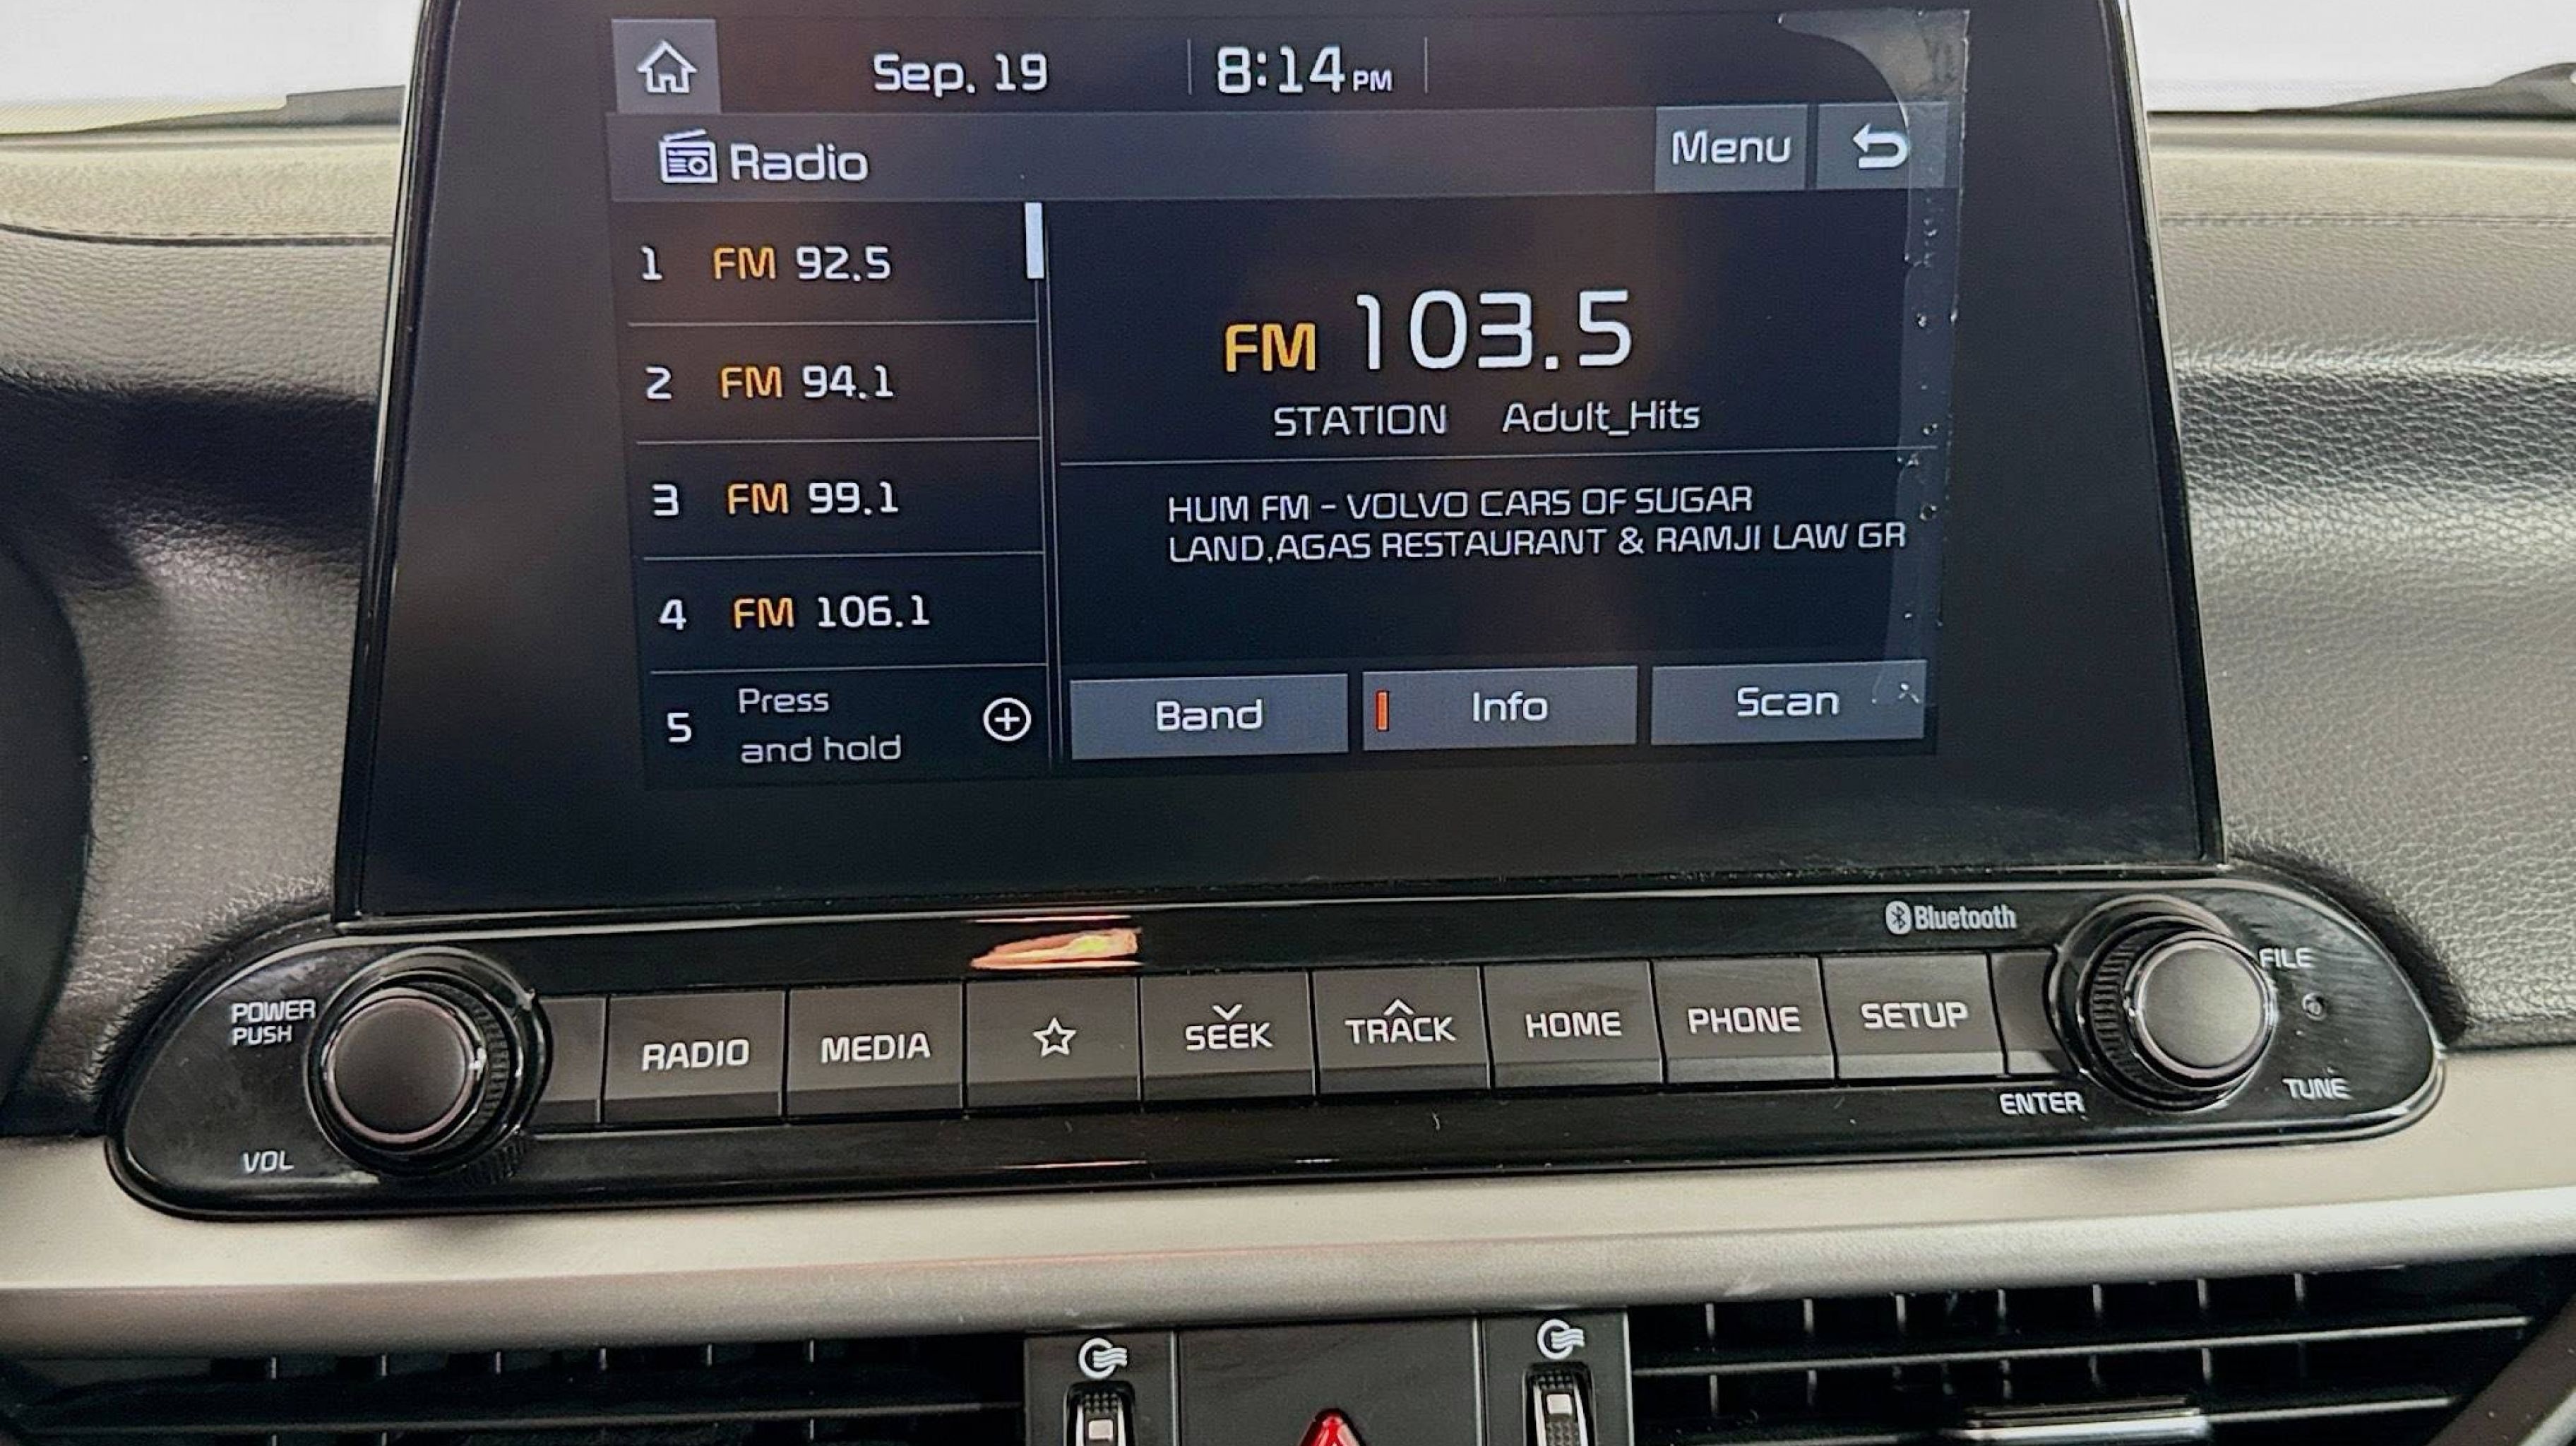 Sep. 19 8:14 PM
Radio Menu
1 FM 92.5
2 FM 94.1
3 FM 99.1
4 FM 106.1
5 Press
and hold
FM 103.5
STATION Adult_Hits
HUM FM - VOLVO CARS OF SUGAR
LAND,AGAS RESTAURANT & RAMJI LAW GR
Band Info Scan
Bluetooth
POWER
PUSH
VOL
RADIO MEDIA SEEK TRACK HOME PHONE SETUP
FILE
ENTER
TUNE